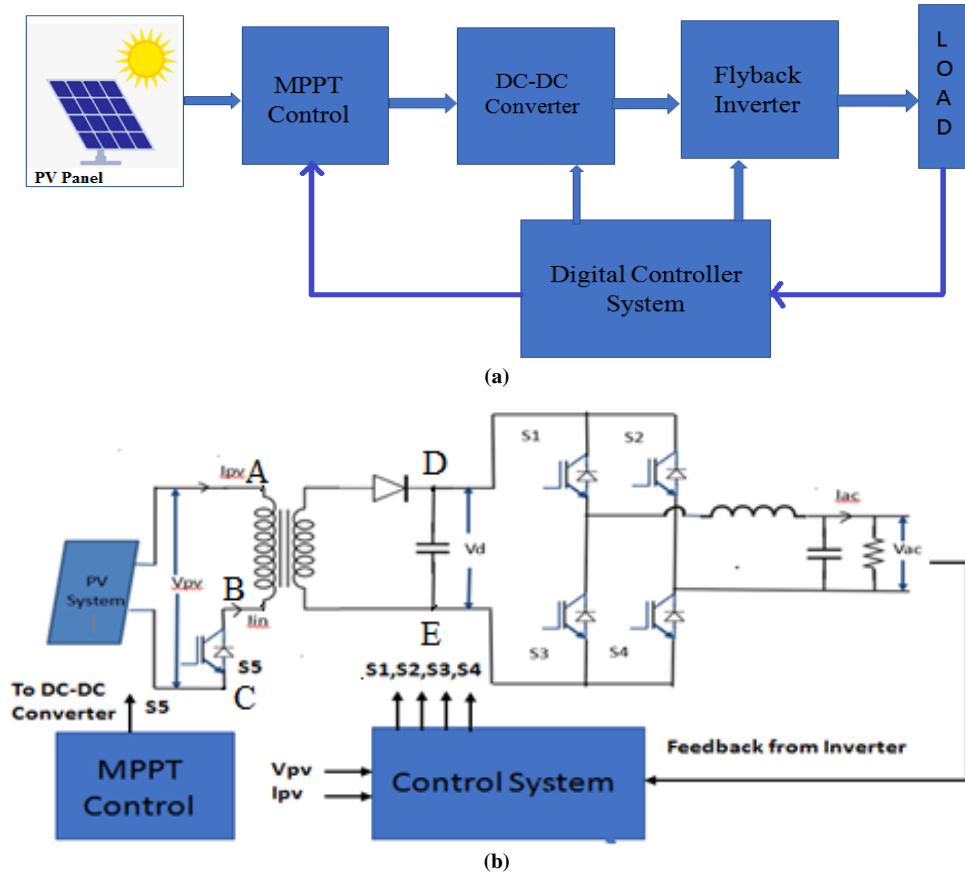 MPPT
Control
DC-DC
Converter
Flyback
Inverter
L
O
A
D
PV Panel
Digital Controller
System
(a)
S1
S2
Ipv
A
D
Iac
Vpv
Vd
Vac
PV
System
B
Iin
E
S5
S3
S4
C
To DC-DC
Converter
S5
S1,S2,S3,S4
MPPT
Control
Vpv
Ipv
Control System
Feedback from Inverter
(b)